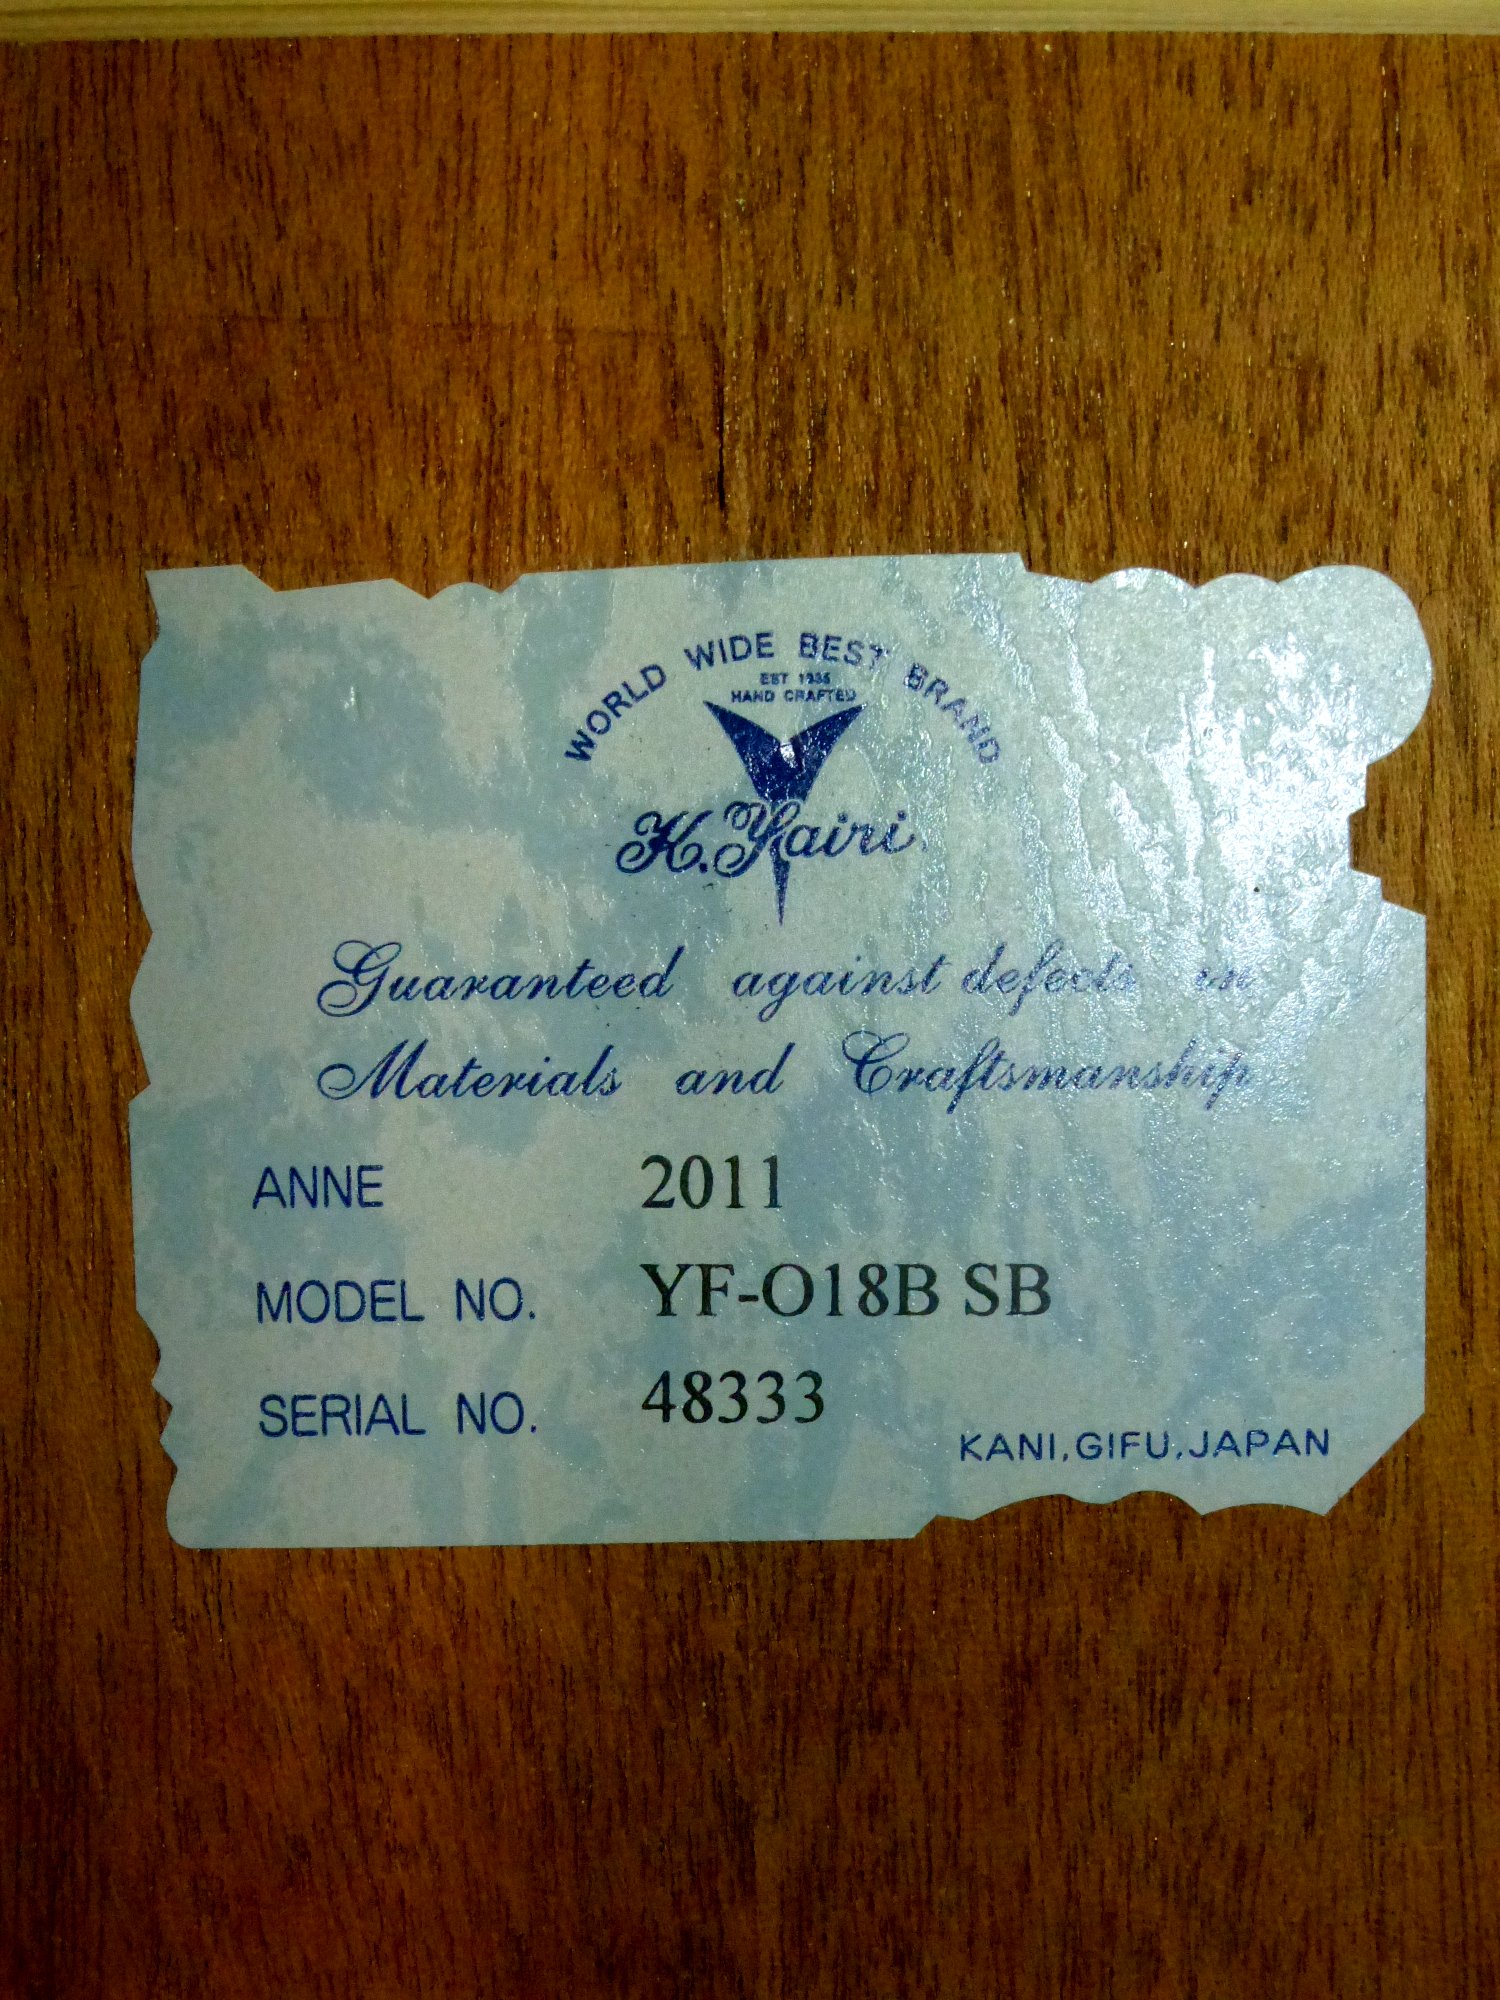 WORLD WIDE BEST BRAND
EST 1935
HAND CRAFTED
K.Yairi
Guaranteed against defects in
Materials and Craftsmanship
ANNE 2011
MODEL NO. YF-O18B SB
SERIAL NO. 48333
KANI,GIFU,JAPAN